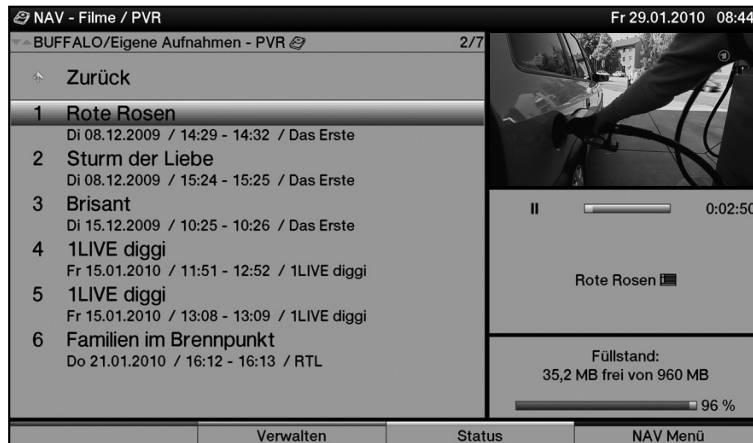 NAV - Filme / PVR Fr 29.01.2010 08:44
BUFFALO/Eigene Aufnahmen - PVR 2/7
Zurück
1 Rote Rosen
Di 08.12.2009 / 14:29 - 14:32 / Das Erste
2 Sturm der Liebe
Di 08.12.2009 / 15:24 - 15:25 / Das Erste
3 Brisant
Di 15.12.2009 / 10:25 - 10:26 / Das Erste
4 1LIVE diggi
Fr 15.01.2010 / 11:51 - 12:52 / 1LIVE diggi
5 1LIVE diggi
Fr 15.01.2010 / 13:08 - 13:09 / 1LIVE diggi
6 Familien im Brennpunkt
Do 21.01.2010 / 16:12 - 16:13 / RTL
0:02:50
Rote Rosen
Füllstand:
35,2 MB frei von 960 MB
96 %
Verwalten Status NAV Menü